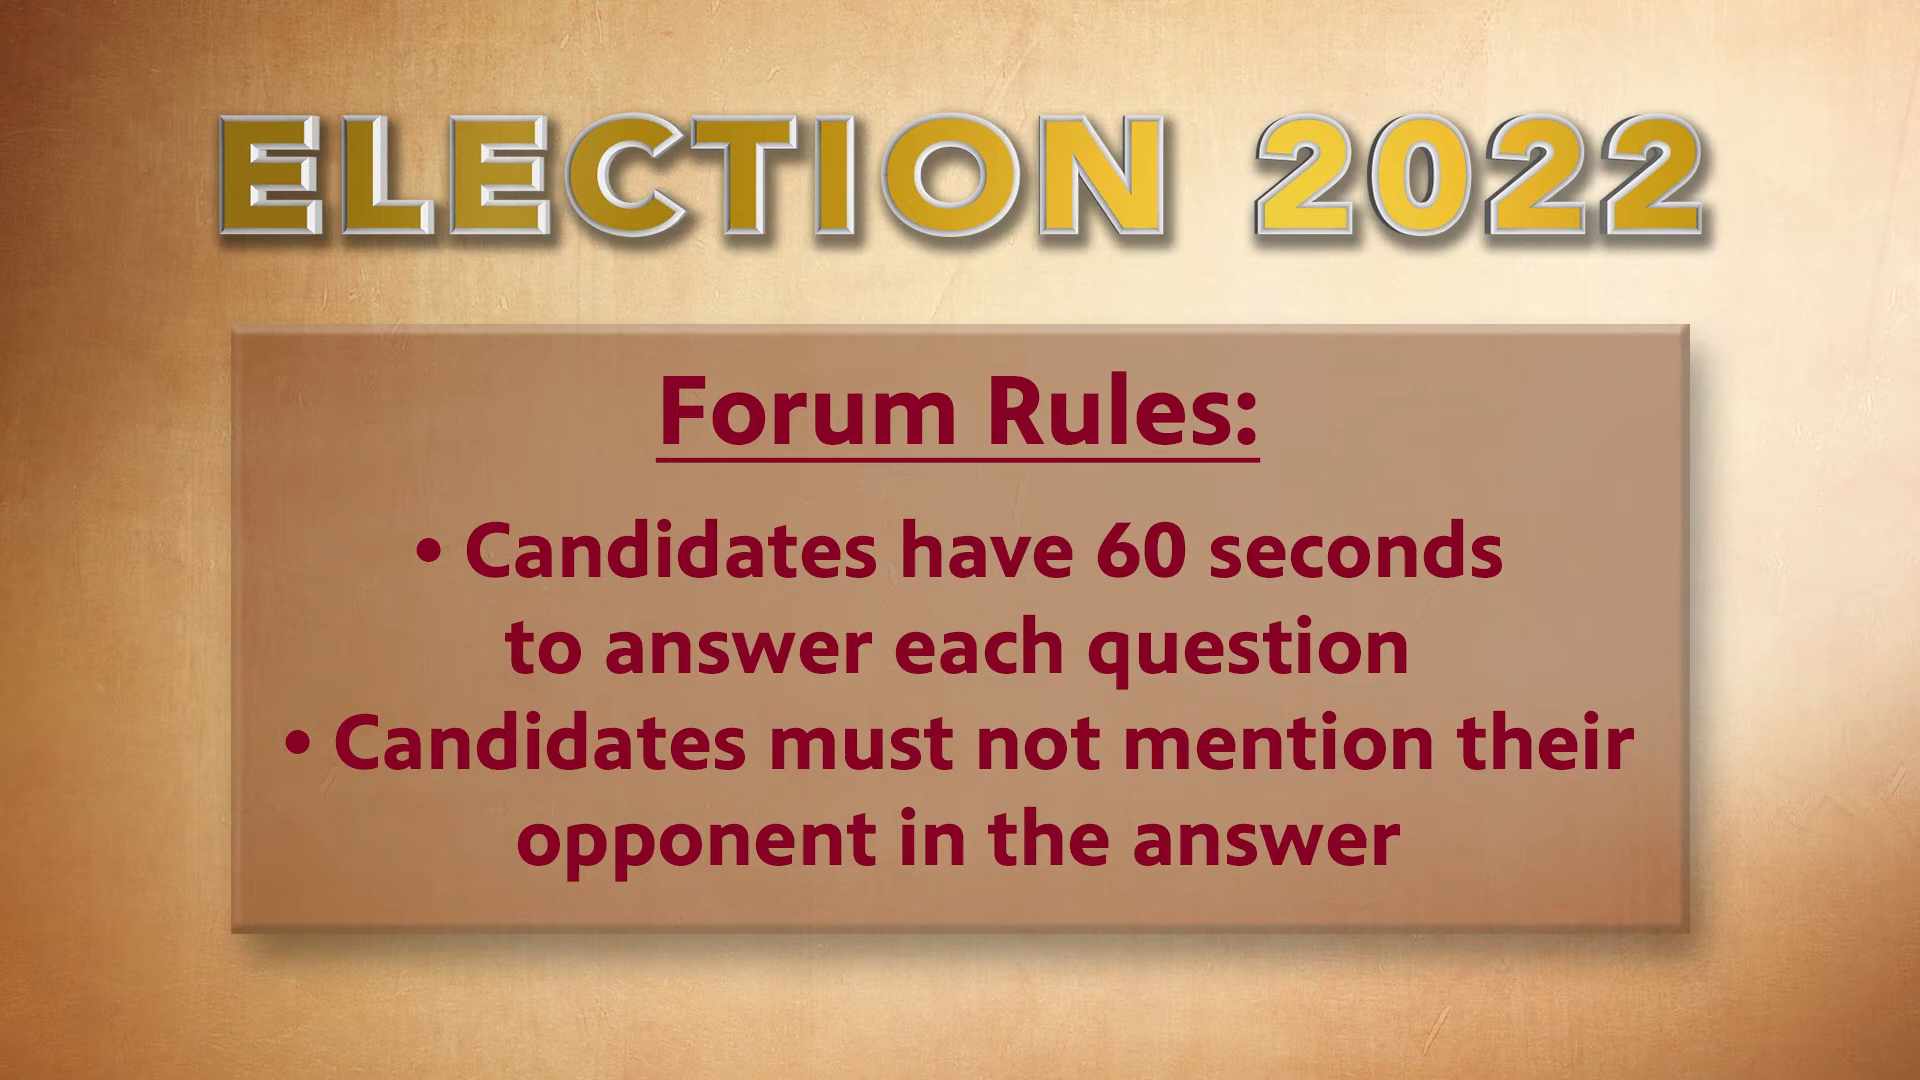 ELECTION 2022
Forum Rules:
• Candidates have 60 seconds
to answer each question
• Candidates must not mention their
opponent in the answer